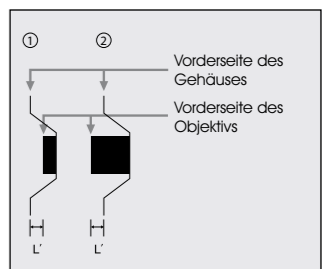 ① ②
Vorderseite des
Gehäuses
Vorderseite des
Objektivs
L′ L′